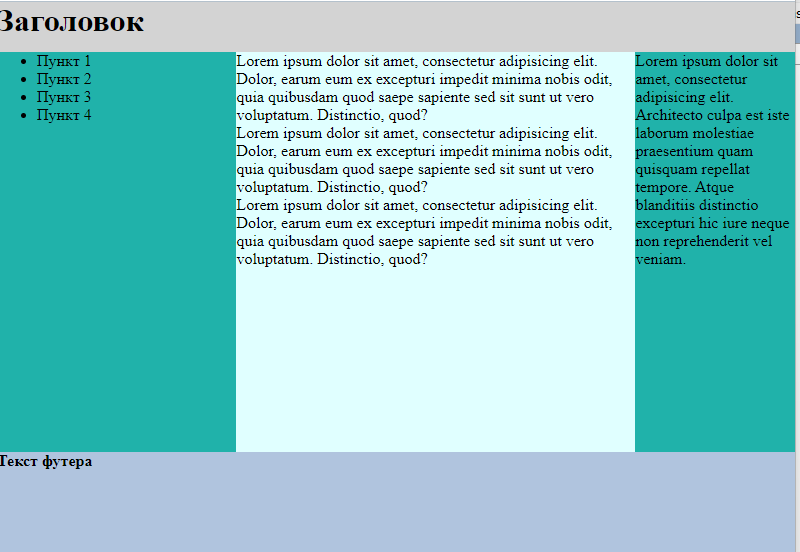 Заголовок
Пункт 1
Пункт 2
Пункт 3
Пункт 4
Lorem ipsum dolor sit amet, consectetur adipisicing elit.
Dolor, earum eum ex excepturi impedit minima nobis odit,
quia quibusdam quod saepe sapiente sed sit sunt ut vero
voluptatum. Distinctio, quod?
Lorem ipsum dolor sit amet, consectetur adipisicing elit.
Dolor, earum eum ex excepturi impedit minima nobis odit,
quia quibusdam quod saepe sapiente sed sit sunt ut vero
voluptatum. Distinctio, quod?
Lorem ipsum dolor sit amet, consectetur adipisicing elit.
Dolor, earum eum ex excepturi impedit minima nobis odit,
quia quibusdam quod saepe sapiente sed sit sunt ut vero
voluptatum. Distinctio, quod?
Lorem ipsum dolor sit
amet, consectetur
adipisicing elit.
Architecto culpa est iste
laborum molestiae
praesentium quam
quisquam repellat
tempore. Atque
blanditiis distinctio
excepturi hic iure neque
non reprehenderit vel
veniam.
Текст футера